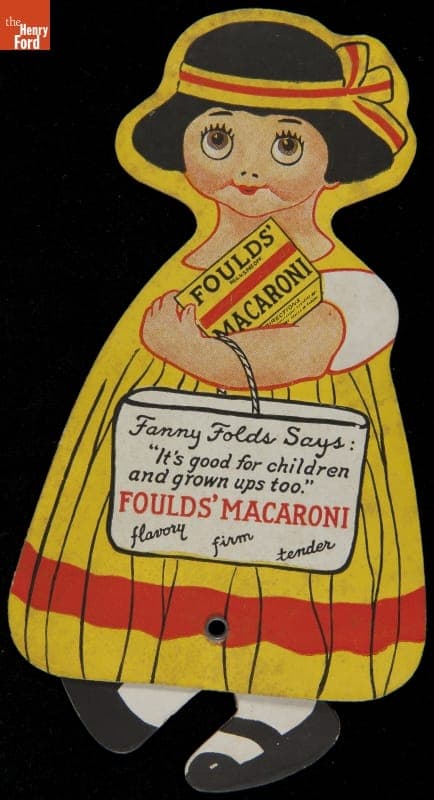 the
Henry
Ford
FOULDS'
MACARONI
DIRECTIONS
Fanny Folds Says:
"It's good for children
and grown ups too."
FOULDS' MACARONI
flavory firm tender